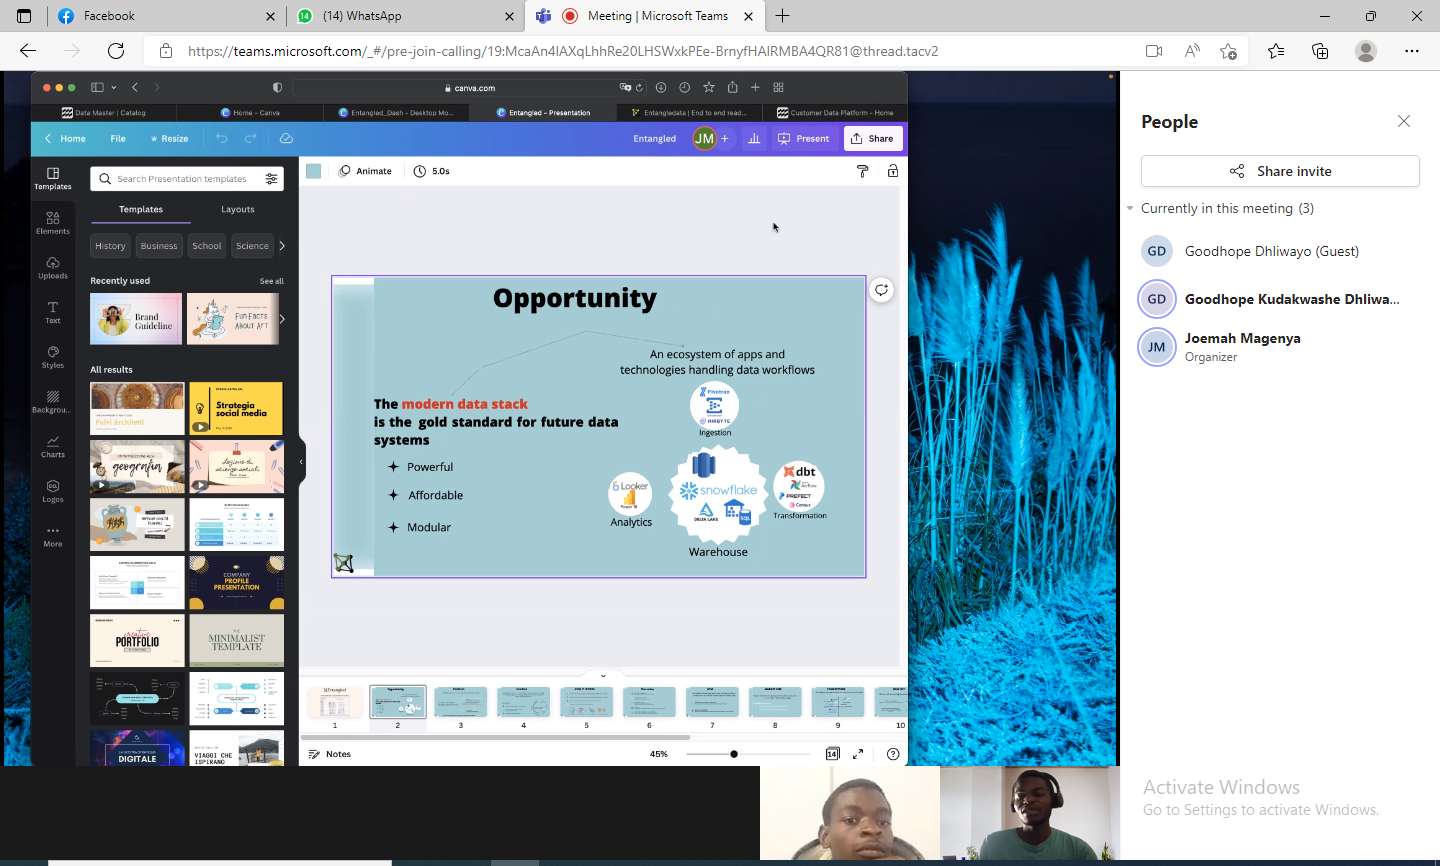 Facebook
(14) WhatsApp
Meeting | Microsoft Teams
https://teams.microsoft.com/_#/pre-join-calling/19:McaAn4IAXqLhhRe20LHSWxkPEe-BrnyfHAIRMBA4QR81@thread.tacv2
canva.com
Data Master | Catalog
Home - Canva
Entangled_Dash - Desktop Mo...
Entangled - Presentation
Entangledata | End to end read...
Customer Data Platform - Home
Home
File
Resize
Entangled
JM
Present
Share
Templates
Elements
Uploads
Text
Styles
Backgrou...
Charts
Logos
More
Search Presentation templates
Templates
Layouts
History
Business
School
Science
Recently used
See all
Brand
Guideline
Fun Facts
About Art
All results
Fulvi Architetti
Strategia
social media
geografia
COMPANY
PROFILE
PRESENTATION
creative
PORTFOLIO
THE
MINIMALIST
TEMPLATE
DIGITALE
VIAGGI CHE
ISPIRANO
Animate
5.0s
Opportunity
An ecosystem of apps and
technologies handling data workflows
The modern data stack
is the gold standard for future data
systems
Powerful
Affordable
Modular
Fivetran
AIRBYTE
Ingestion
Looker
Power BI
Analytics
snowflake
DELTA LAKE
SQL
Warehouse
dbt
Airflow
PREFECT
Census
Transformation
Opportunity
1
2
3
4
5
6
7
8
9
10
Notes
45%
14
People
Share invite
Currently in this meeting (3)
GD
Goodhope Dhliwayo (Guest)
GD
Goodhope Kudakwashe Dhliwa...
JM
Joemah Magenya
Organizer
Activate Windows
Go to Settings to activate Windows.